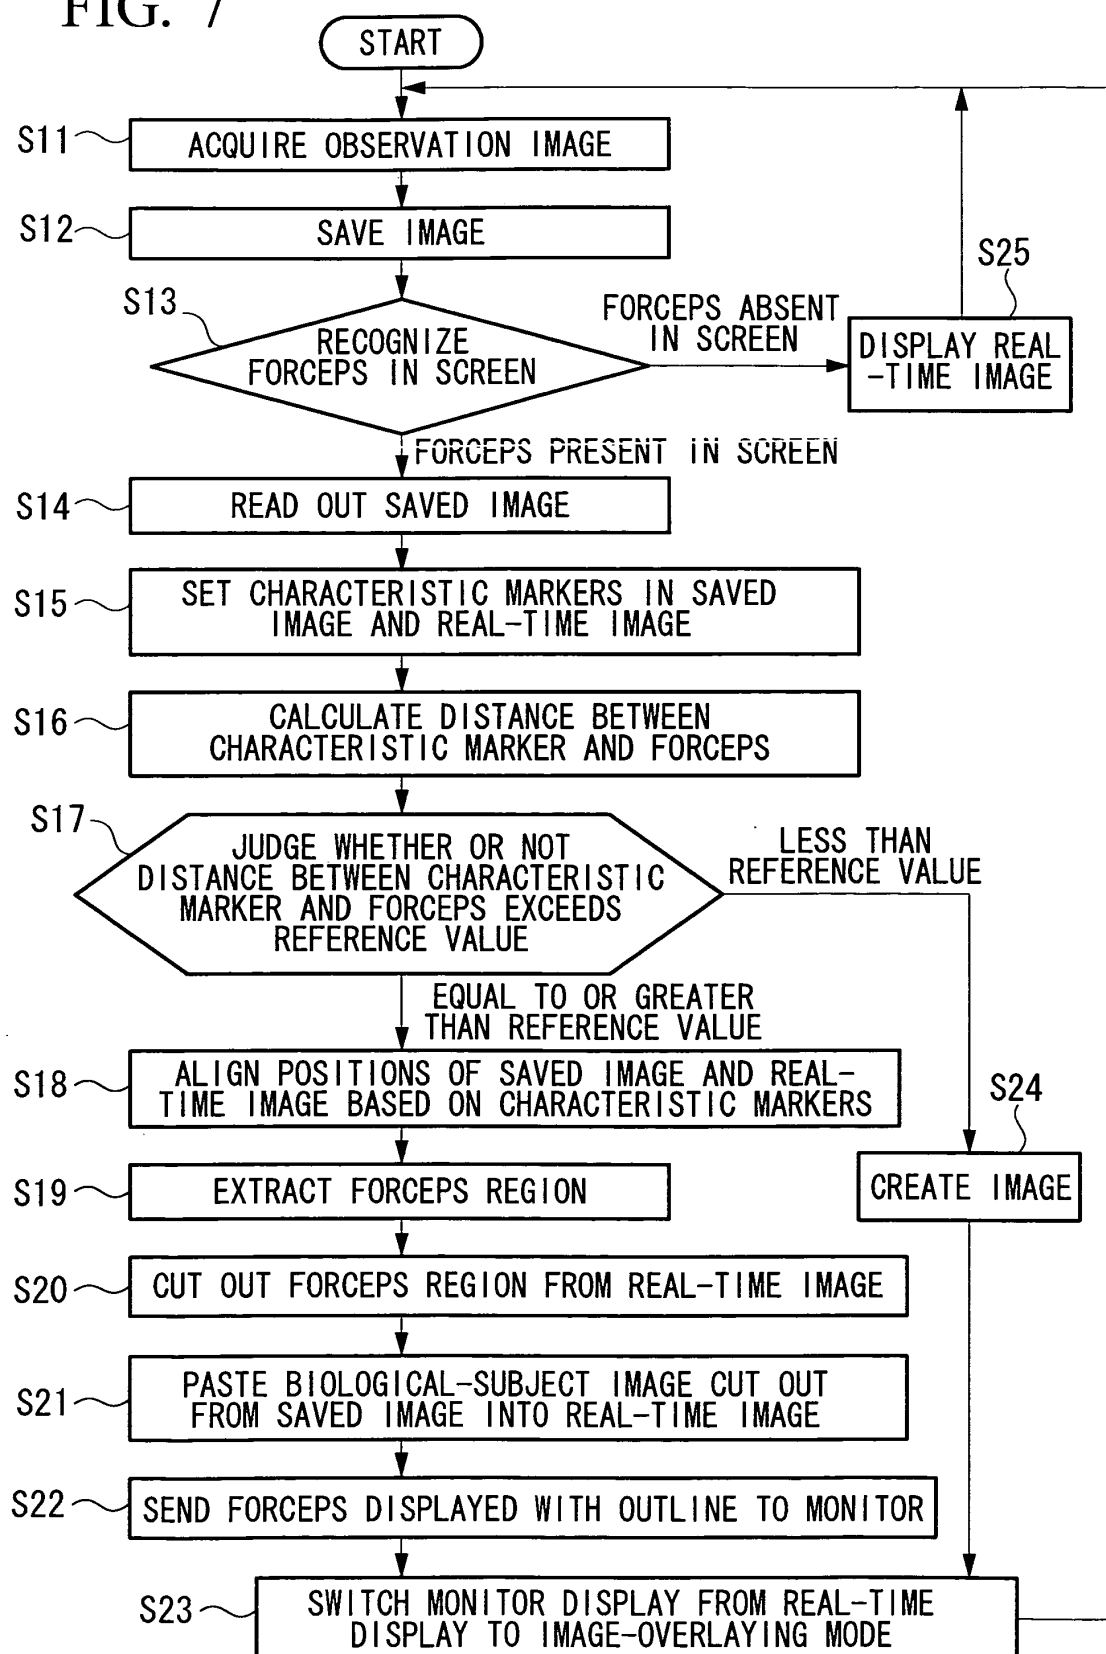 FIG. 7
START
S11
ACQUIRE OBSERVATION IMAGE
S12
SAVE IMAGE
S13
RECOGNIZE
FORCEPS IN SCREEN
FORCEPS ABSENT
IN SCREEN
S25
DISPLAY REAL
-TIME IMAGE
FORCEPS PRESENT IN SCREEN
S14
READ OUT SAVED IMAGE
S15
SET CHARACTERISTIC MARKERS IN SAVED
IMAGE AND REAL-TIME IMAGE
S16
CALCULATE DISTANCE BETWEEN
CHARACTERISTIC MARKER AND FORCEPS
S17
JUDGE WHETHER OR NOT
DISTANCE BETWEEN CHARACTERISTIC
MARKER AND FORCEPS EXCEEDS
REFERENCE VALUE
LESS THAN
REFERENCE VALUE
EQUAL TO OR GREATER
THAN REFERENCE VALUE
S18
ALIGN POSITIONS OF SAVED IMAGE AND REAL-
TIME IMAGE BASED ON CHARACTERISTIC MARKERS
S24
CREATE IMAGE
S19
EXTRACT FORCEPS REGION
S20
CUT OUT FORCEPS REGION FROM REAL-TIME IMAGE
S21
PASTE BIOLOGICAL-SUBJECT IMAGE CUT OUT
FROM SAVED IMAGE INTO REAL-TIME IMAGE
S22
SEND FORCEPS DISPLAYED WITH OUTLINE TO MONITOR
S23
SWITCH MONITOR DISPLAY FROM REAL-TIME
DISPLAY TO IMAGE-OVERLAYING MODE